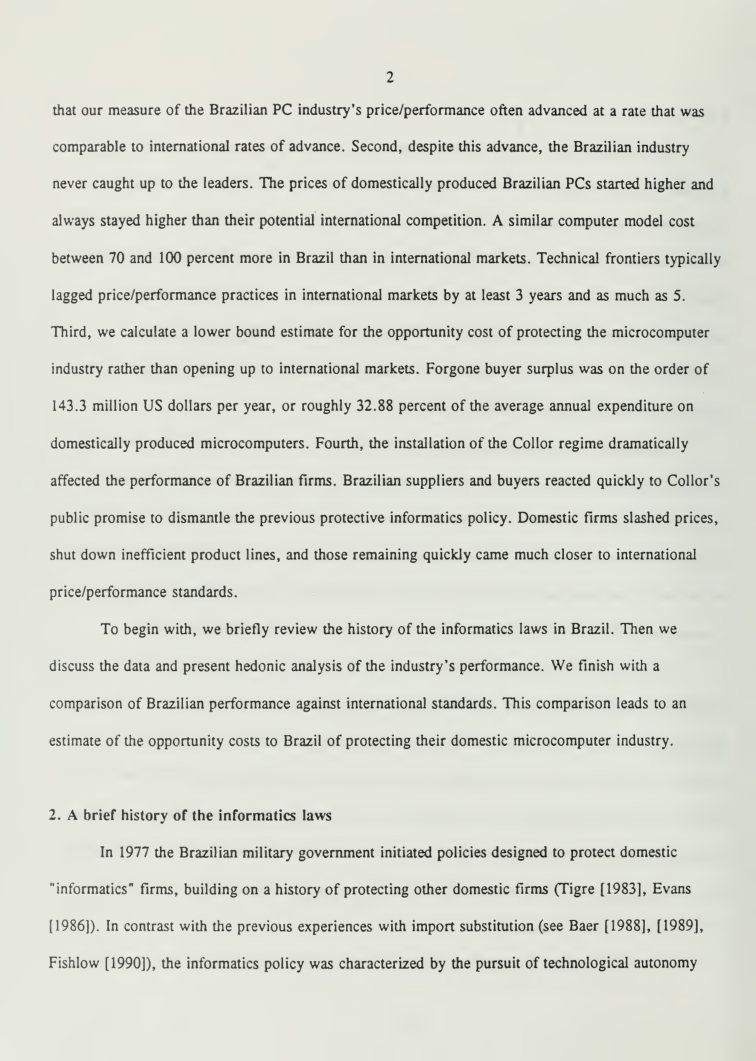 2
that our measure of the Brazilian PC industry's price/performance often advanced at a rate that was
comparable to international rates of advance. Second, despite this advance, the Brazilian industry
never caught up to the leaders. The prices of domestically produced Brazilian PCs started higher and
always stayed higher than their potential international competition. A similar computer model cost
between 70 and 100 percent more in Brazil than in international markets. Technical frontiers typically
lagged price/performance practices in international markets by at least 3 years and as much as 5.
Third, we calculate a lower bound estimate for the opportunity cost of protecting the microcomputer
industry rather than opening up to international markets. Forgone buyer surplus was on the order of
143.3 million US dollars per year, or roughly 32.88 percent of the average annual expenditure on
domestically produced microcomputers. Fourth, the installation of the Collor regime dramatically
affected the performance of Brazilian firms. Brazilian suppliers and buyers reacted quickly to Collor's
public promise to dismantle the previous protective informatics policy. Domestic firms slashed prices,
shut down inefficient product lines, and those remaining quickly came much closer to international
price/performance standards.
To begin with, we briefly review the history of the informatics laws in Brazil. Then we
discuss the data and present hedonic analysis of the industry's performance. We finish with a
comparison of Brazilian performance against international standards. This comparison leads to an
estimate of the opportunity costs to Brazil of protecting their domestic microcomputer industry.
2. A brief history of the informatics laws
In 1977 the Brazilian military government initiated policies designed to protect domestic
"informatics" firms, building on a history of protecting other domestic firms (Tigre [1983], Evans
[1986]). In contrast with the previous experiences with import substitution (see Baer [1988], [1989],
Fishlow [1990]), the informatics policy was characterized by the pursuit of technological autonomy